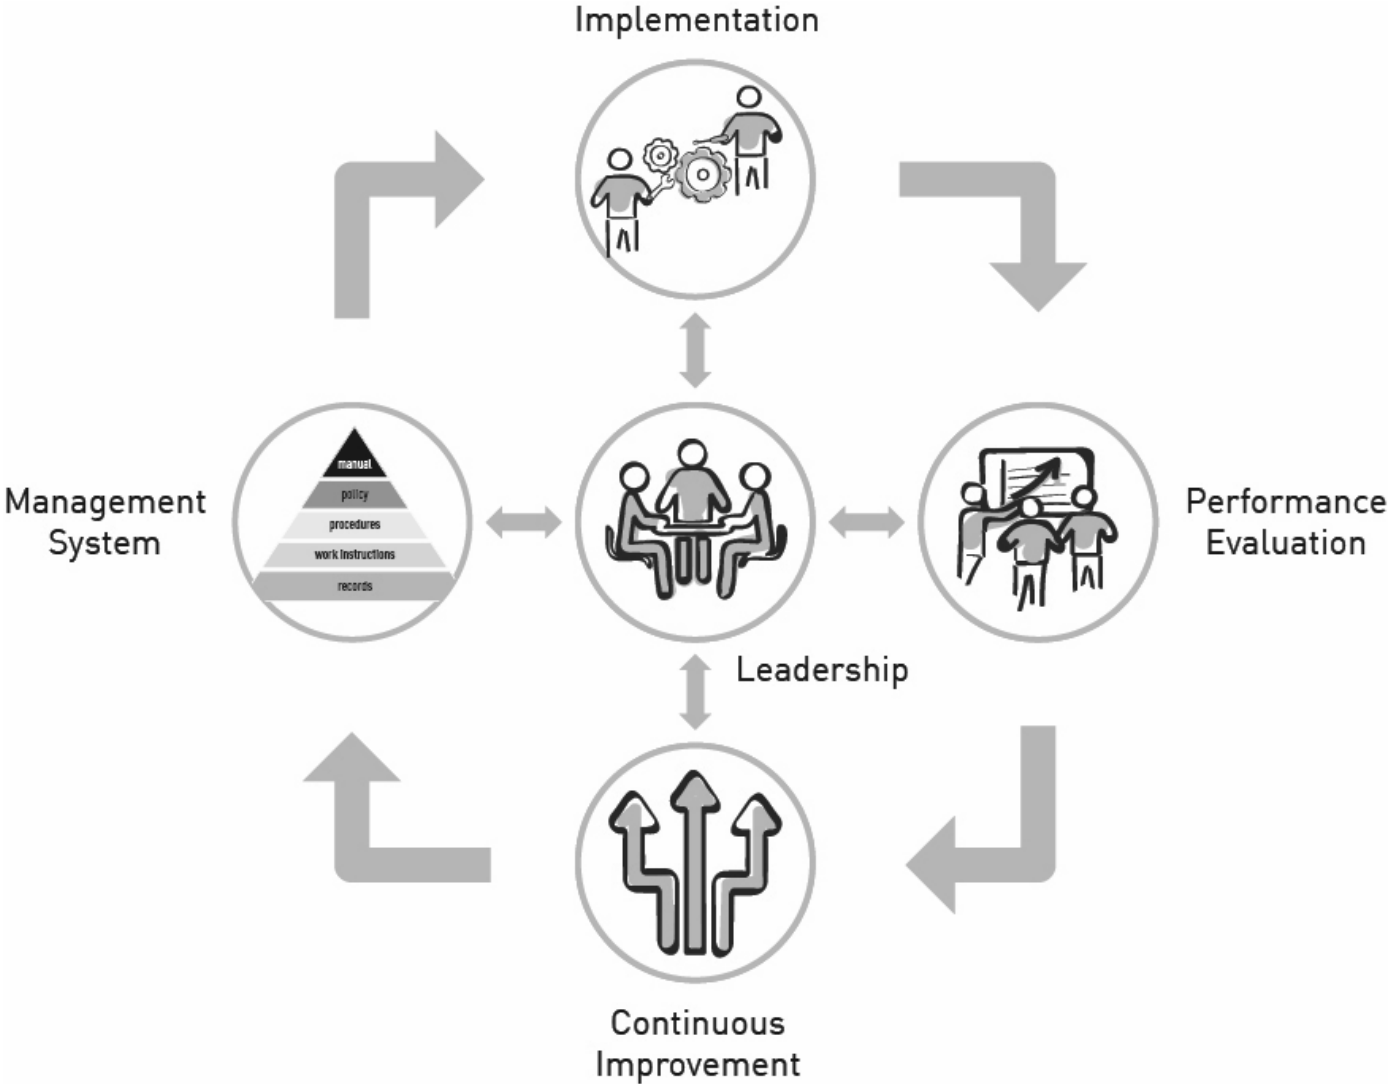 Implementation
manual
policy
procedures
work instructions
records
Management
System
Performance
Evaluation
Leadership
Continuous
Improvement